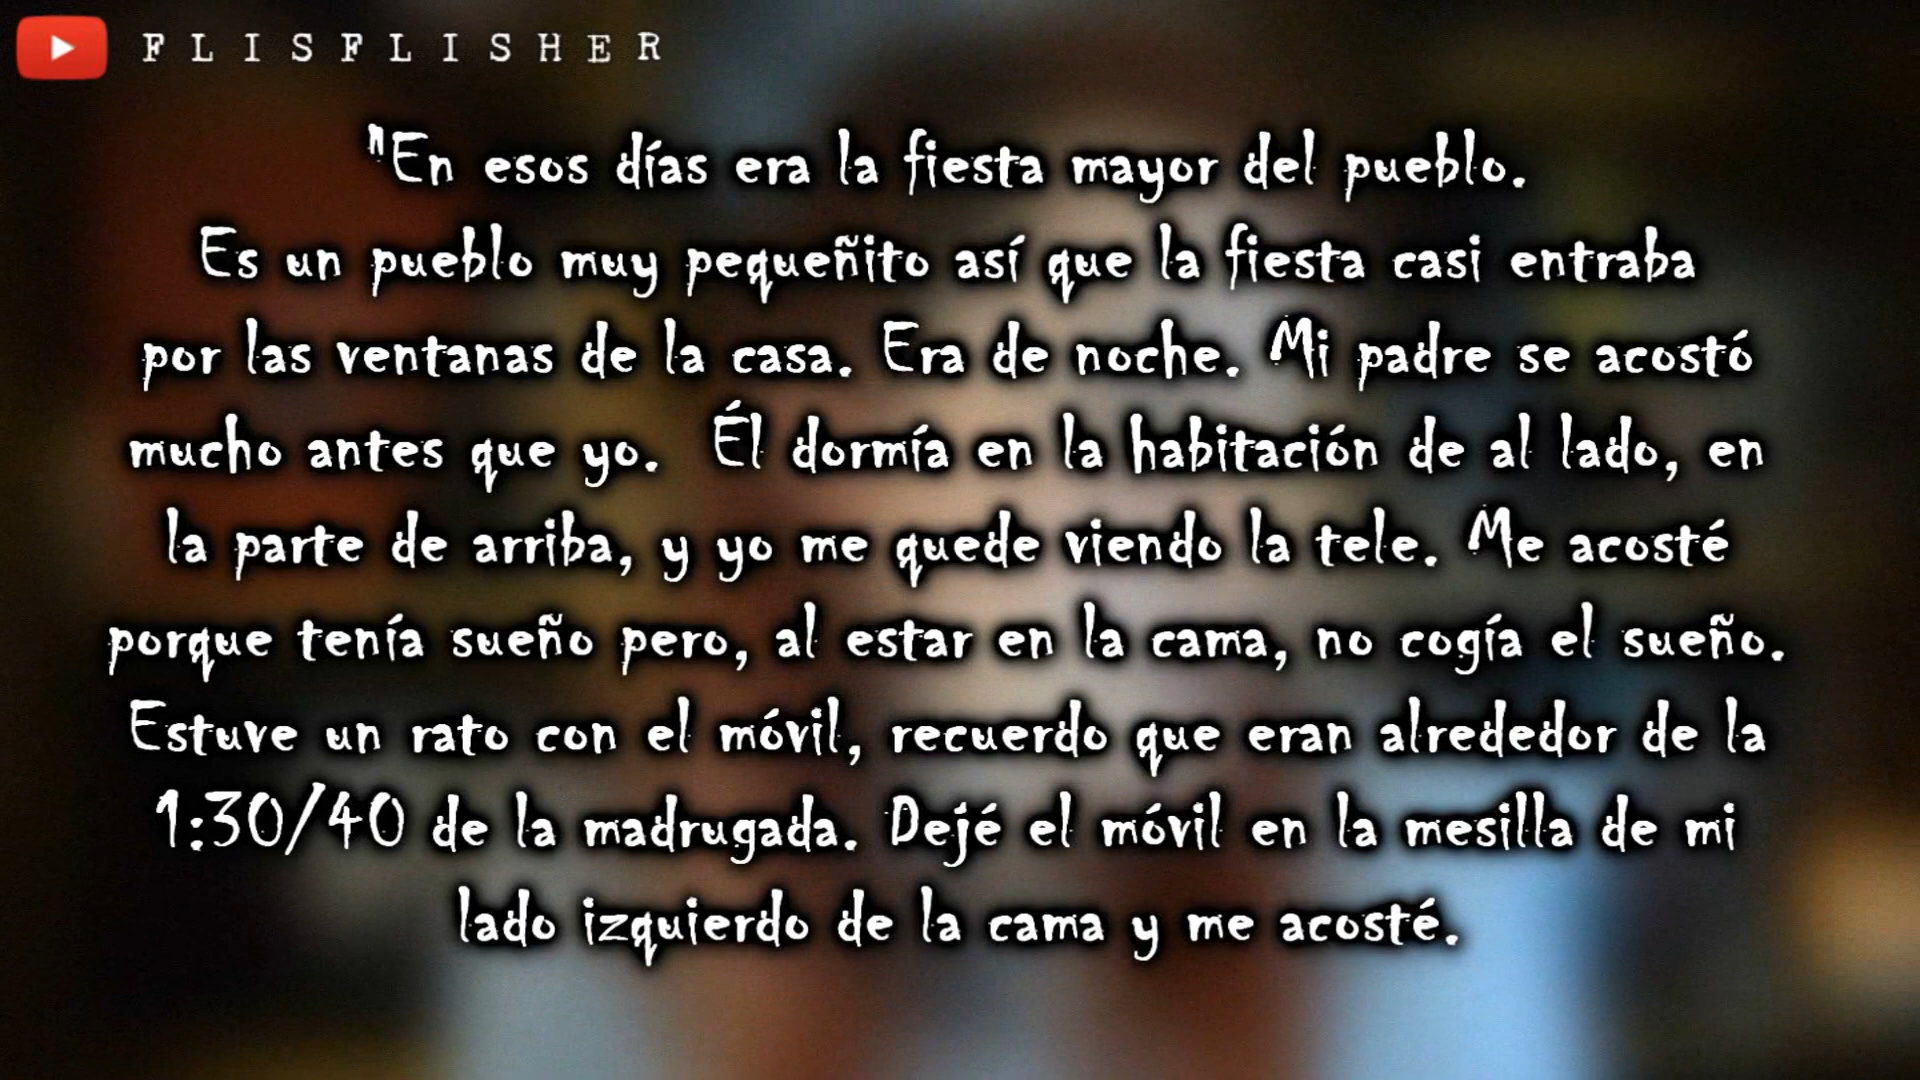 FLISFLISHER
"En esos días era la fiesta mayor del pueblo.
Es un pueblo muy pequeñito así que la fiesta casi entraba
por las ventanas de la casa. Era de noche. Mi padre se acostó
mucho antes que yo. Él dormía en la habitación de al lado, en
la parte de arriba, y yo me quede viendo la tele. Me acosté
porque tenía sueño pero, al estar en la cama, no cogía el sueño.
Estuve un rato con el móvil, recuerdo que eran alrededor de la
1:30/40 de la madrugada. Dejé el móvil en la mesilla de mi
lado izquierdo de la cama y me acosté.